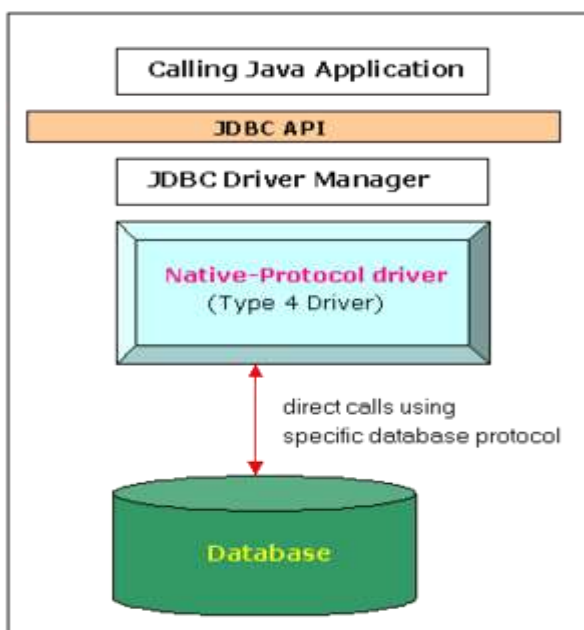 Calling Java Application
JDBC API
JDBC Driver Manager
Native-Protocol driver
(Type 4 Driver)
direct calls using
specific database protocol
Database